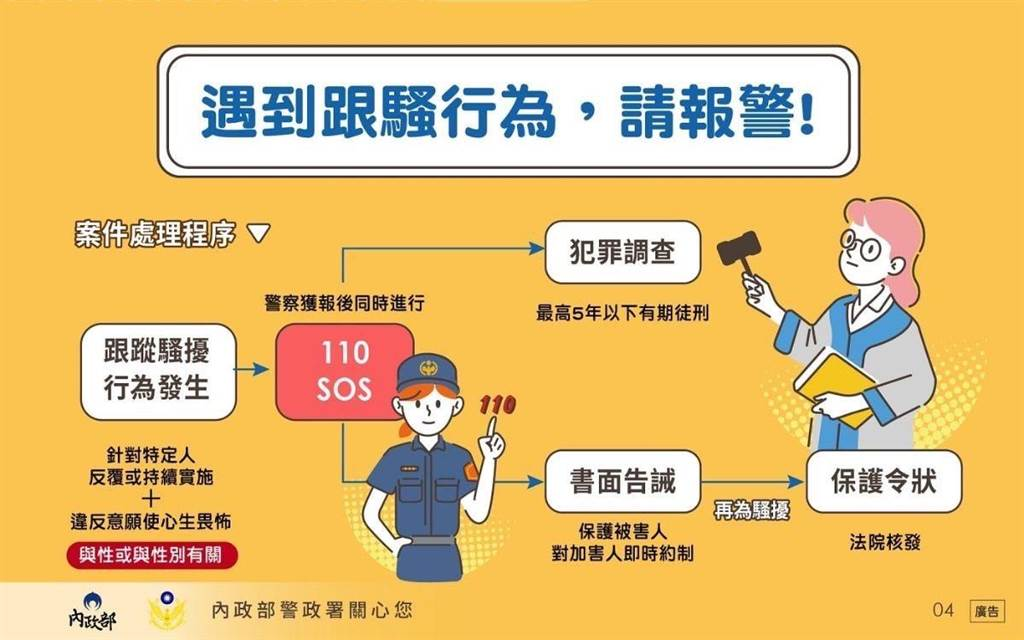 遇到跟騷行為，請報警!
案件處理程序
警察獲報後同時進行
跟蹤騷擾
行為發生
110
SOS
110
針對特定人
反覆或持續實施
+
違反意願使心生畏怖
與性或與性別有關
犯罪調查
最高5年以下有期徒刑
書面告誡
保護被害人
對加害人即時約制
再為騷擾
保護令狀
法院核發
內政部
內政部警政署關心您
04
廣告